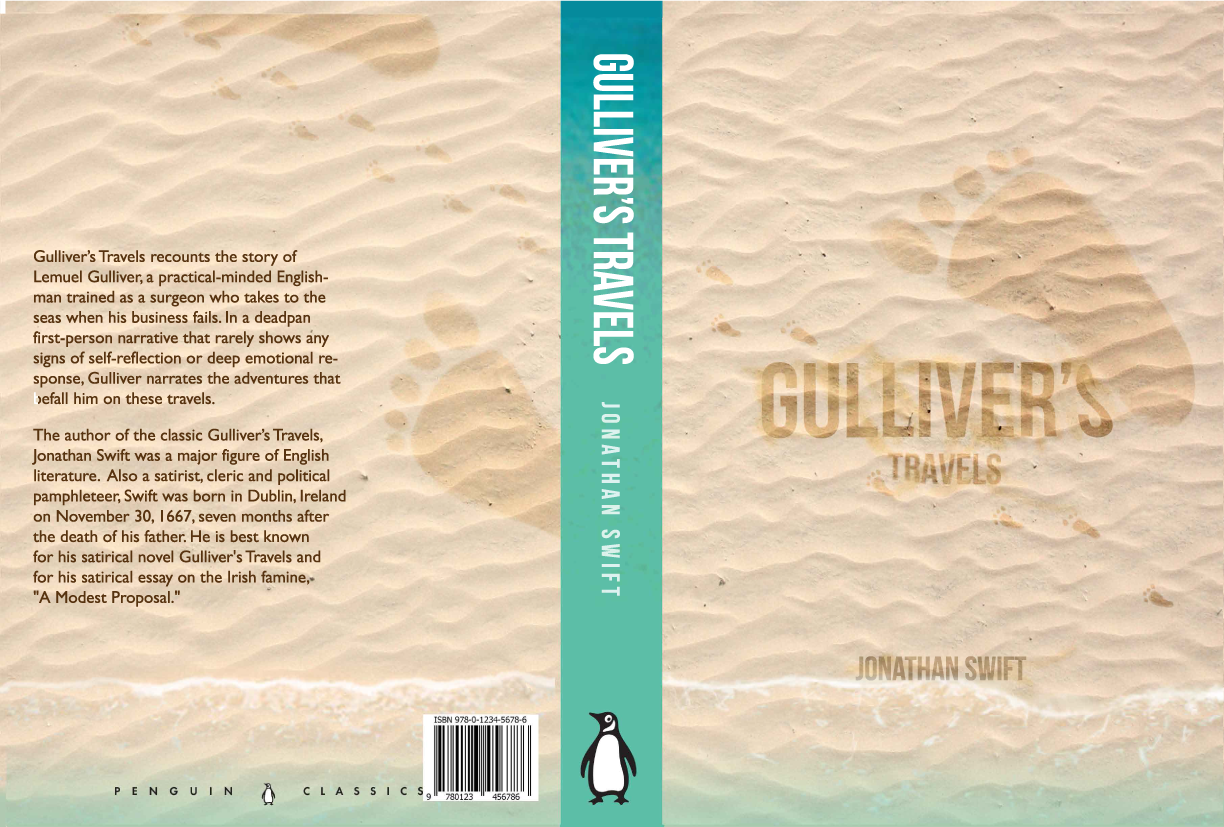 Gulliver's Travels recounts the story of
Lemuel Gulliver, a practical-minded English-
man trained as a surgeon who takes to the
seas when his business fails. In a deadpan
first-person narrative that rarely shows any
signs of self-reflection or deep emotional re-
sponse, Gulliver narrates the adventures that
befall him on these travels.
The author of the classic Gulliver's Travels,
Jonathan Swift was a major figure of English
literature.  Also a satirist, cleric and political
pamphleteer, Swift was born in Dublin, Ireland
on November 30, 1667, seven months after
the death of his father. He is best known
for his satirical novel Gulliver's Travels and
for his satirical essay on the Irish famine,
"A Modest Proposal."
PENGUIN CLASSICS
ISBN 978-0-1234-5678-6
9 780123 456786
GULLIVER'S TRAVELS
JONATHAN SWIFT
GULLIVER'S
TRAVELS
JONATHAN SWIFT